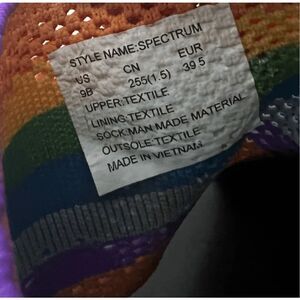 STYLE NAME:SPECTRUM
US CN EUR
9B 255(1.5) 39.5
UPPER:TEXTILE
LINING:TEXTILE
SOCK:MAN MADE MATERIAL
OUTSOLE:TEXTILE
MADE IN VIETNAM